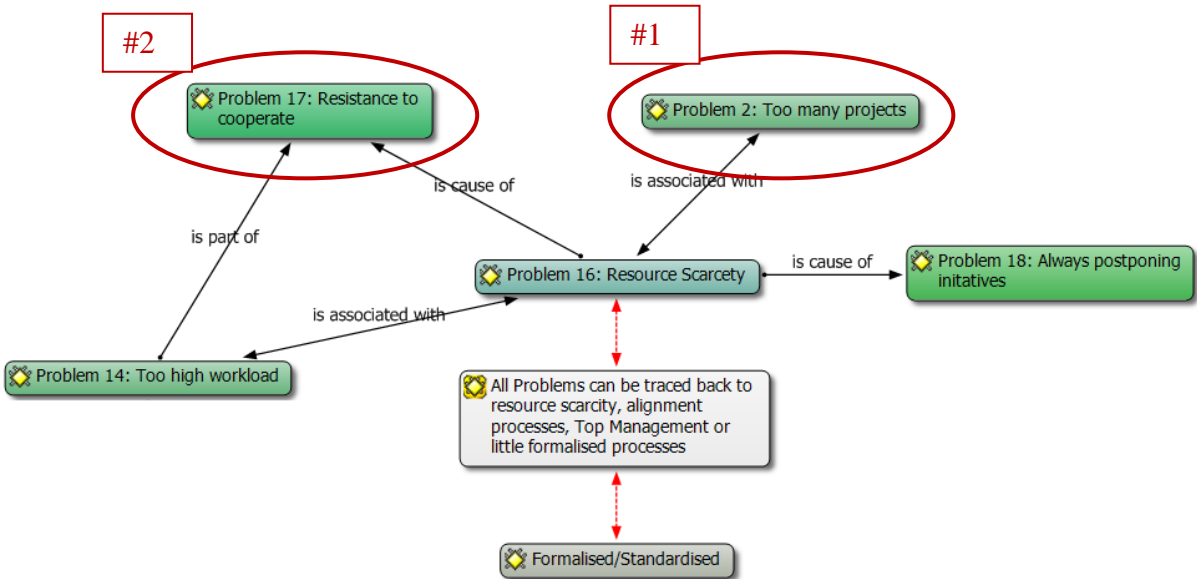 #2
#1
Problem 17: Resistance to
cooperate
Problem 2: Too many projects
is cause of
is associated with
is part of
Problem 16: Resource Scarcety
is cause of
Problem 18: Always postponing
initatives
is associated with
Problem 14: Too high workload
All Problems can be traced back to
resource scarcity, alignment
processes, Top Management or
little formalised processes
Formalised/Standardised